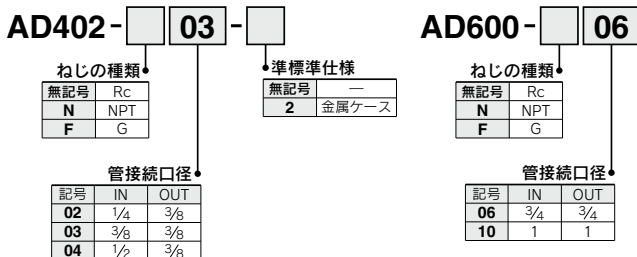 AD402- 03 -
ねじの種類
無記号 Rc
N NPT
F G
準標準仕様
無記号 —
2 金属ケース
管接続口径
記号 IN OUT
02 1/4 3/8
03 3/8 3/8
04 1/2 3/8
AD600- 06
ねじの種類
無記号 Rc
N NPT
F G
管接続口径
記号 IN OUT
06 3/4 3/4
10 1 1